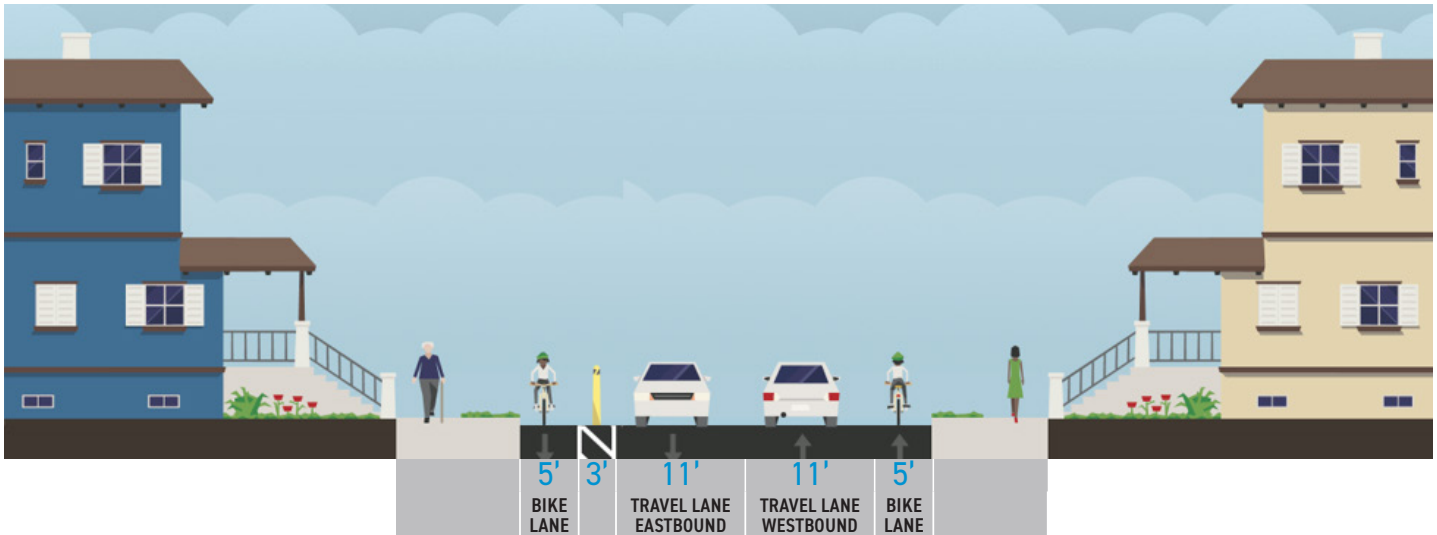 5’ 3’ 11’ 11’ 5’
BIKE
LANE
TRAVEL LANE
EASTBOUND
TRAVEL LANE
WESTBOUND
BIKE
LANE